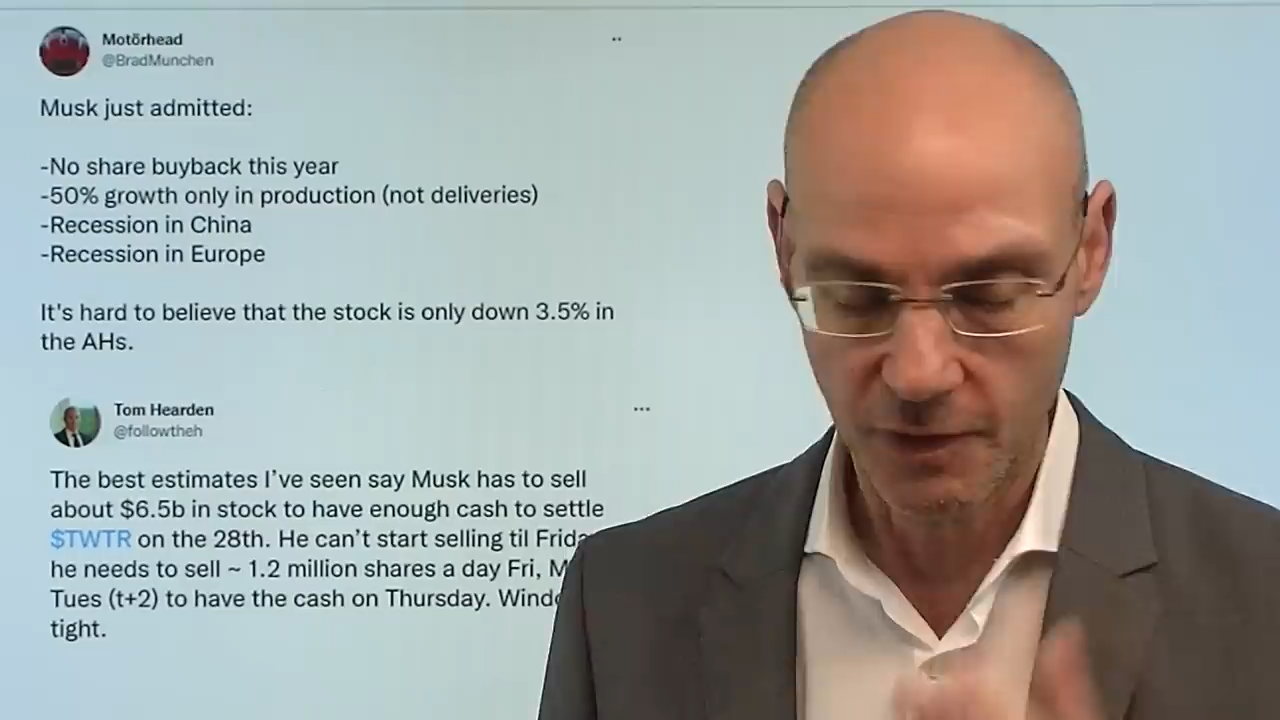 Motörhead
@BradMunchen
Musk just admitted:
-No share buyback this year
-50% growth only in production (not deliveries)
-Recession in China
-Recession in Europe
It's hard to believe that the stock is only down 3.5% in
the AHs.
Tom Hearden
@followtheh
The best estimates I've seen say Musk has to sell
about $6.5b in stock to have enough cash to settle
$TWTR on the 28th. He can't start selling til
he needs to sell ~ 1.2 million shares a day Fri,
Tues (t+2) to have the cash on Thursday.
tight.